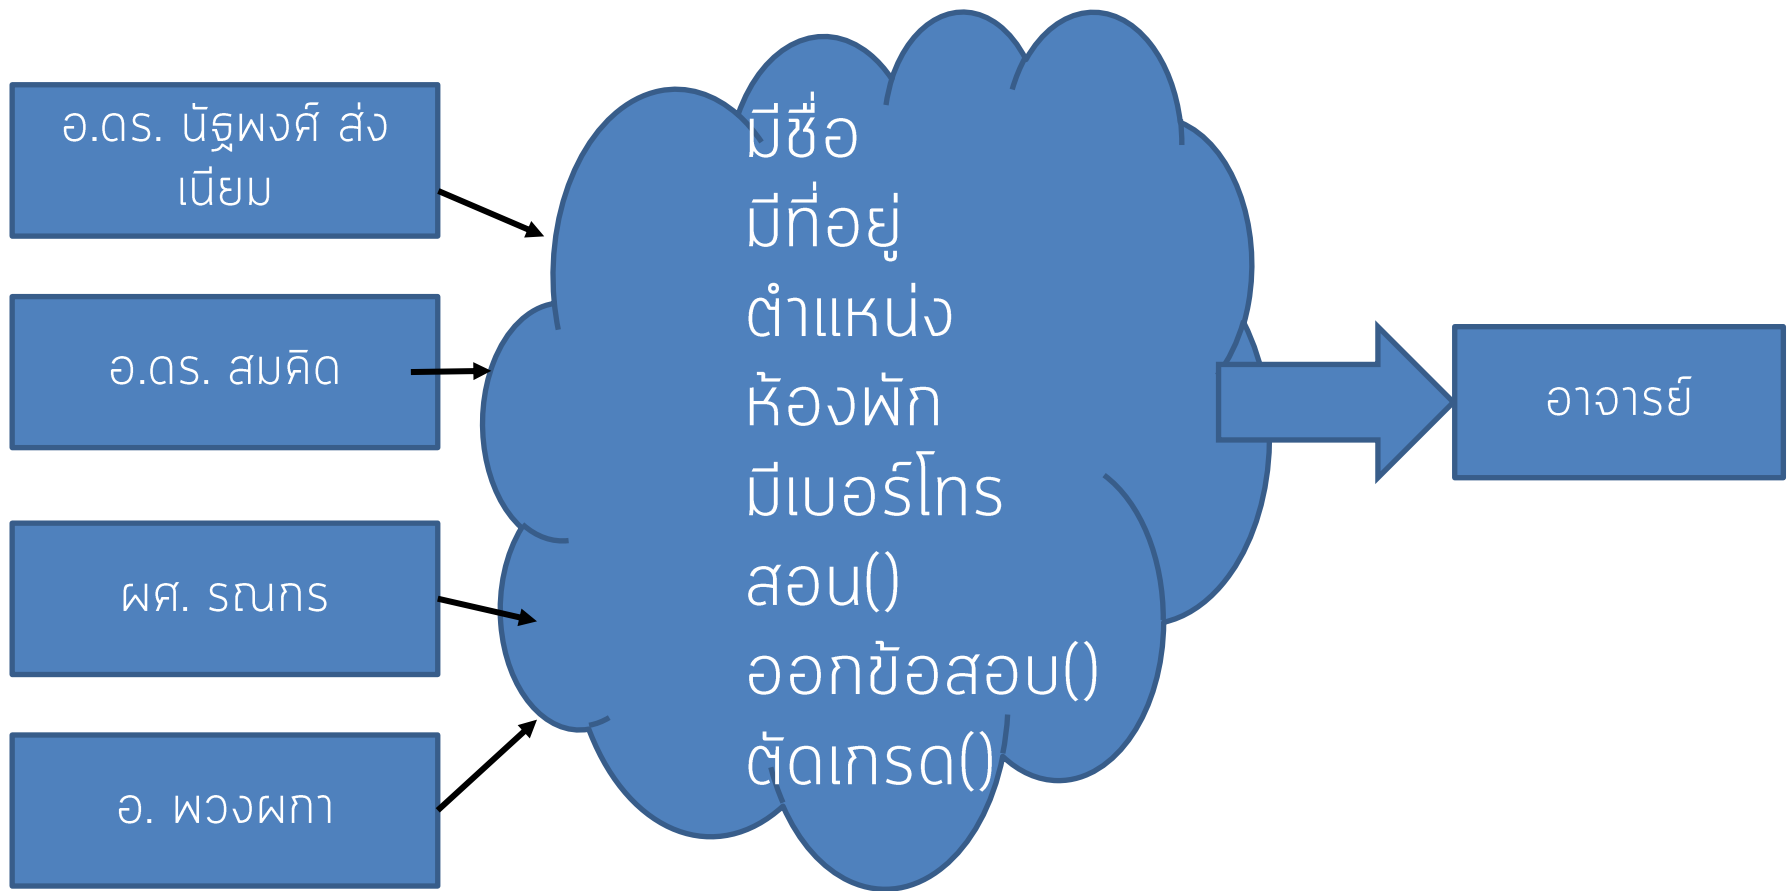 อ.ดร. นัฐพงศ์ ส่ง
เนียม
อ.ดร. สมคิด
ผศ. รณกร
อ. พวงผกา
มีชื่อ
มีที่อยู่
ตำแหน่ง
ห้องพัก
มีเบอร์โทร
สอน()
ออกข้อสอบ()
ตัดเกรด()
อาจารย์